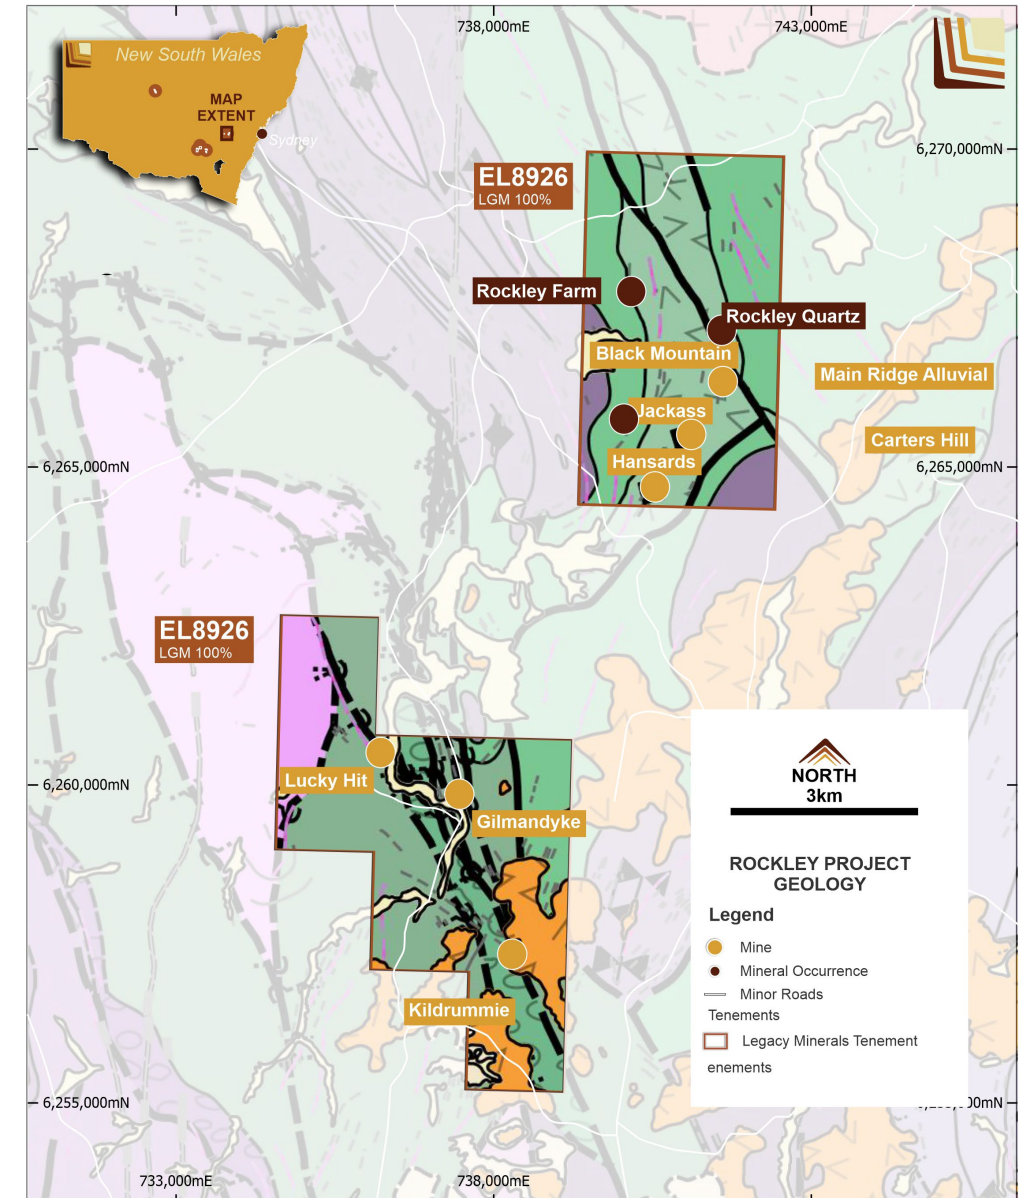 738,000mE
743,000mE
New South Wales
MAP
EXTENT
Sydney
6,270,000mN
EL8926
LGM 100%
Rockley Farm
Rockley Quartz
Black Mountain
Main Ridge Alluvial
Jackass
Carters Hill
Hansards
6,265,000mN
6,265,000mN
EL8926
LGM 100%
Lucky Hit
6,260,000mN
Gilmandyke
Kildrummie
6,255,000mN
NORTH
3km
ROCKLEY PROJECT
GEOLOGY
Legend
Mine
Mineral Occurrence
Minor Roads
Tenements
Legacy Minerals Tenement
enements
733,000mE
738,000mE